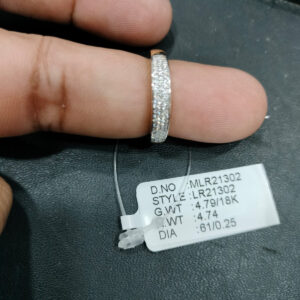 D.NO :MLR21302
STYLE :LR21302
G.WT : 4.79/18K
.WT : 4.74
DIA : 61/0.25